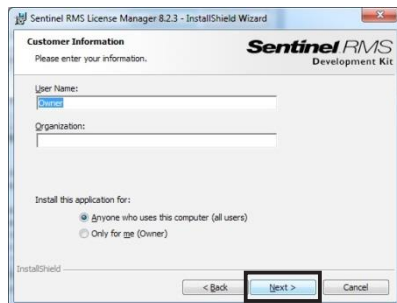 Sentinel RMS License Manager 8.2.3 - InstallShield Wizard
Customer Information
Please enter your information.
Sentinel RMS
Development Kit
User Name:
Owner
Organization:
Install this application for:
Anyone who uses this computer (all users)
Only for me (Owner)
InstallShield
< Back Next > Cancel